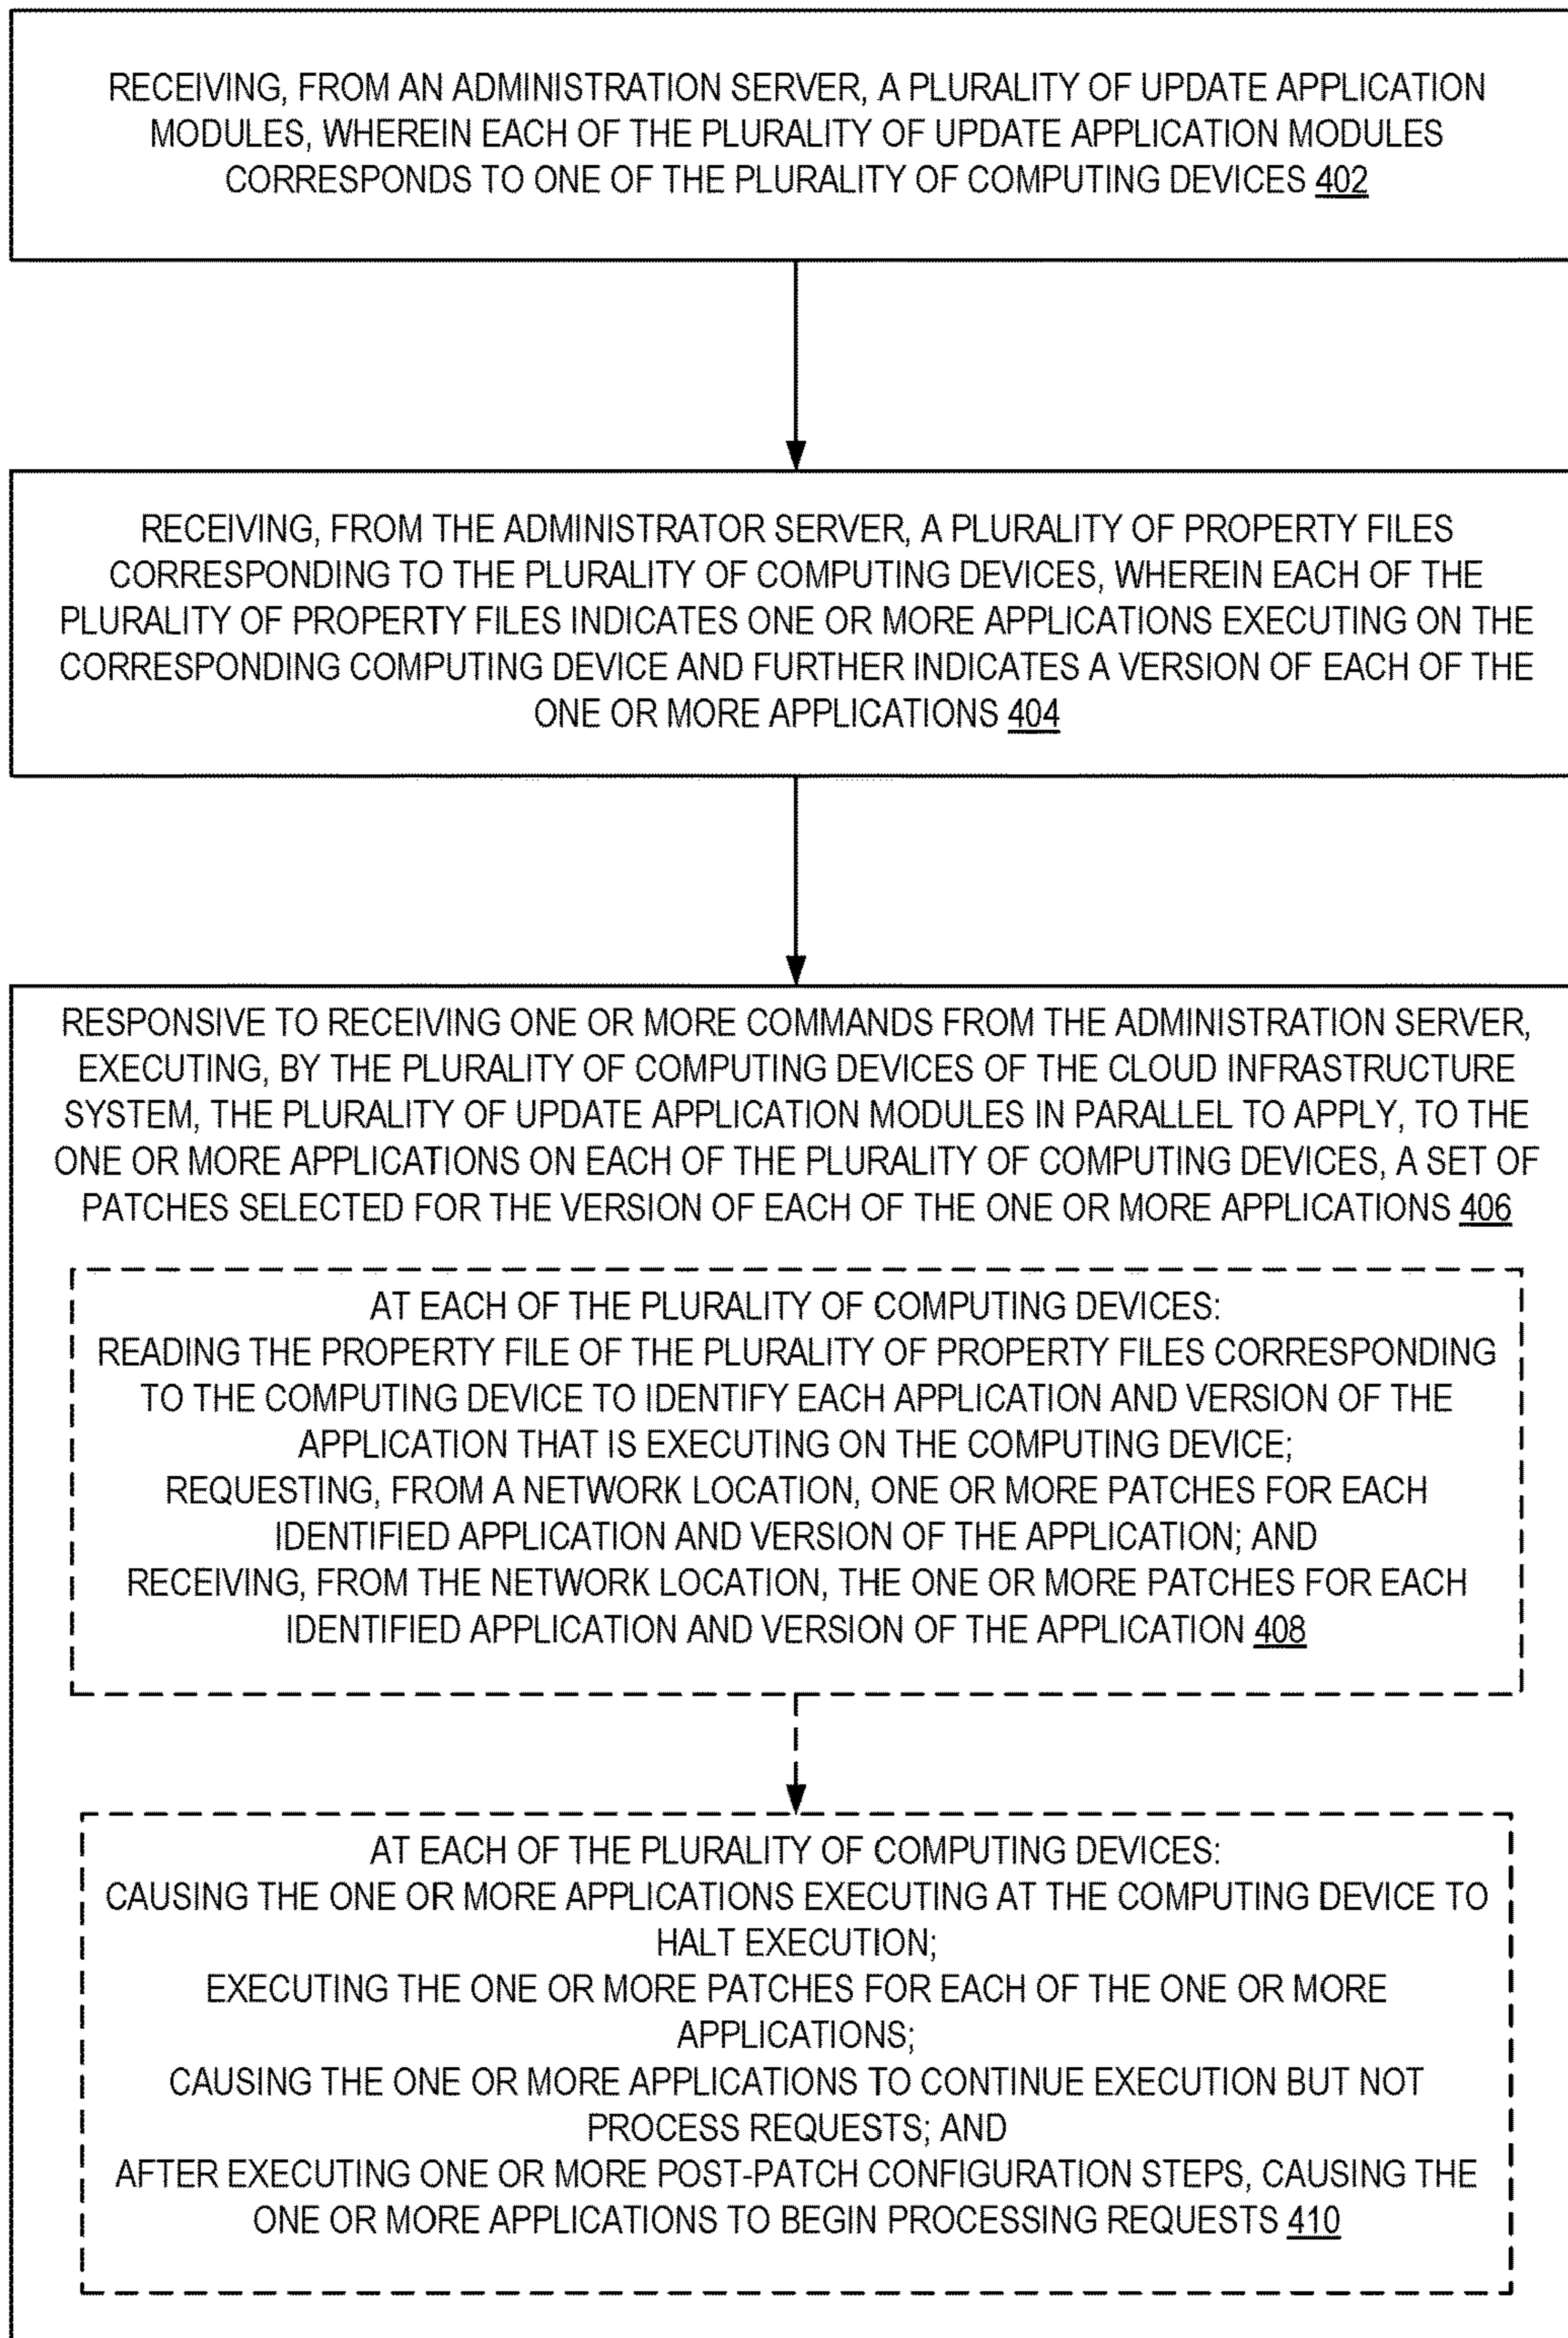 RECEIVING, FROM AN ADMINISTRATION SERVER, A PLURALITY OF UPDATE APPLICATION
MODULES, WHEREIN EACH OF THE PLURALITY OF UPDATE APPLICATION MODULES
CORRESPONDS TO ONE OF THE PLURALITY OF COMPUTING DEVICES 402
RECEIVING, FROM THE ADMINISTRATOR SERVER, A PLURALITY OF PROPERTY FILES
CORRESPONDING TO THE PLURALITY OF COMPUTING DEVICES, WHEREIN EACH OF THE
PLURALITY OF PROPERTY FILES INDICATES ONE OR MORE APPLICATIONS EXECUTING ON THE
CORRESPONDING COMPUTING DEVICE AND FURTHER INDICATES A VERSION OF EACH OF THE
ONE OR MORE APPLICATIONS 404
RESPONSIVE TO RECEIVING ONE OR MORE COMMANDS FROM THE ADMINISTRATION SERVER,
EXECUTING, BY THE PLURALITY OF COMPUTING DEVICES OF THE CLOUD INFRASTRUCTURE
SYSTEM, THE PLURALITY OF UPDATE APPLICATION MODULES IN PARALLEL TO APPLY, TO THE
ONE OR MORE APPLICATIONS ON EACH OF THE PLURALITY OF COMPUTING DEVICES, A SET OF
PATCHES SELECTED FOR THE VERSION OF EACH OF THE ONE OR MORE APPLICATIONS 406
AT EACH OF THE PLURALITY OF COMPUTING DEVICES:
READING THE PROPERTY FILE OF THE PLURALITY OF PROPERTY FILES CORRESPONDING
TO THE COMPUTING DEVICE TO IDENTIFY EACH APPLICATION AND VERSION OF THE
APPLICATION THAT IS EXECUTING ON THE COMPUTING DEVICE;
REQUESTING, FROM A NETWORK LOCATION, ONE OR MORE PATCHES FOR EACH
IDENTIFIED APPLICATION AND VERSION OF THE APPLICATION; AND
RECEIVING, FROM THE NETWORK LOCATION, THE ONE OR MORE PATCHES FOR EACH
IDENTIFIED APPLICATION AND VERSION OF THE APPLICATION 408
AT EACH OF THE PLURALITY OF COMPUTING DEVICES:
CAUSING THE ONE OR MORE APPLICATIONS EXECUTING AT THE COMPUTING DEVICE TO
HALT EXECUTION;
EXECUTING THE ONE OR MORE PATCHES FOR EACH OF THE ONE OR MORE
APPLICATIONS;
CAUSING THE ONE OR MORE APPLICATIONS TO CONTINUE EXECUTION BUT NOT
PROCESS REQUESTS; AND
AFTER EXECUTING ONE OR MORE POST-PATCH CONFIGURATION STEPS, CAUSING THE
ONE OR MORE APPLICATIONS TO BEGIN PROCESSING REQUESTS 410